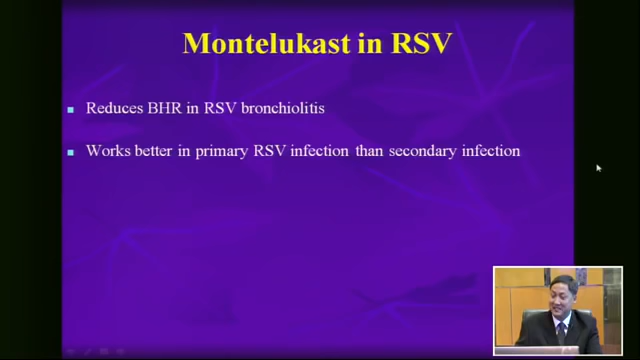 Montelukast in RSV
Reduces BHR in RSV bronchiolitis
Works better in primary RSV infection than secondary infection